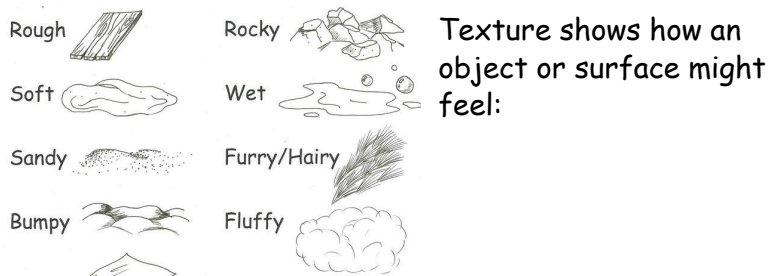 Rough
Rocky
Soft
Wet
Sandy
Furry/Hairy
Bumpy
Fluffy
Texture shows how an
object or surface might
feel: